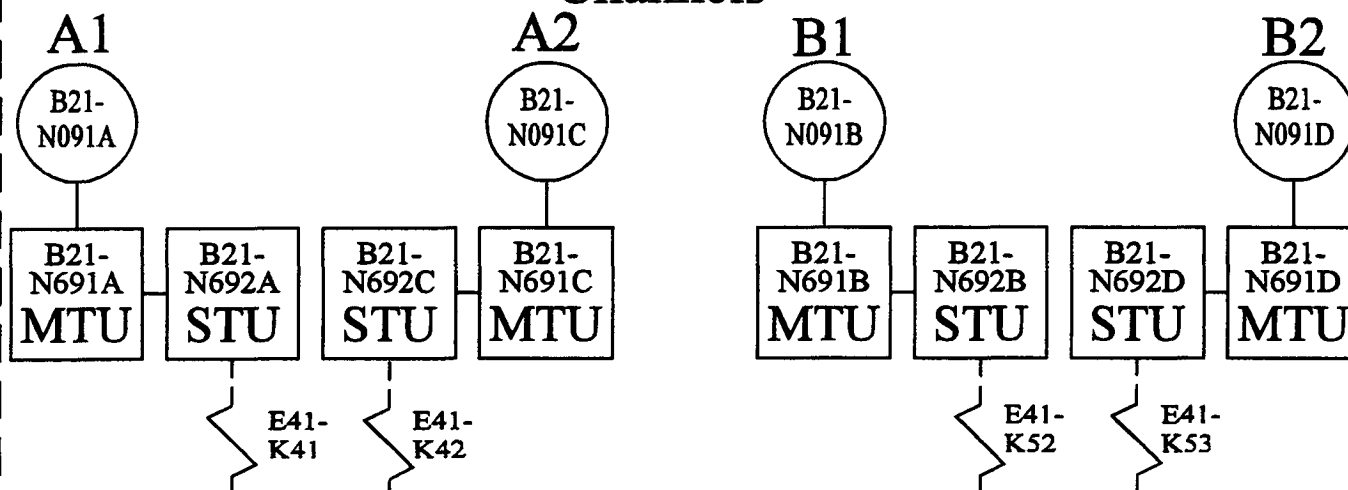 Channels
A1
A2
B1
B2
B21-
N091A
B21-
N091C
B21-
N091B
B21-
N091D
B21-
N691A
MTU
B21-
N692A
STU
B21-
N692C
STU
B21-
N691C
MTU
B21-
N691B
MTU
B21-
N692B
STU
B21-
N692D
STU
B21-
N691D
MTU
E41-
K41
E41-
K42
E41-
K52
E41-
K53